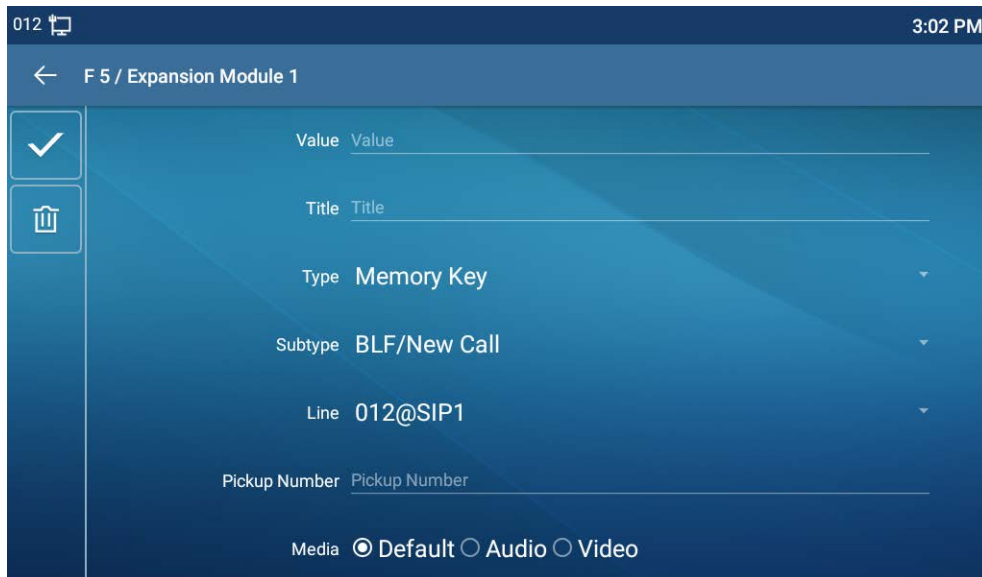 012 3:02 PM
F 5 / Expansion Module 1
Value Value
Title Title
Type Memory Key
Subtype BLF/New Call
Line 012@SIP1
Pickup Number Pickup Number
Media Default Audio Video